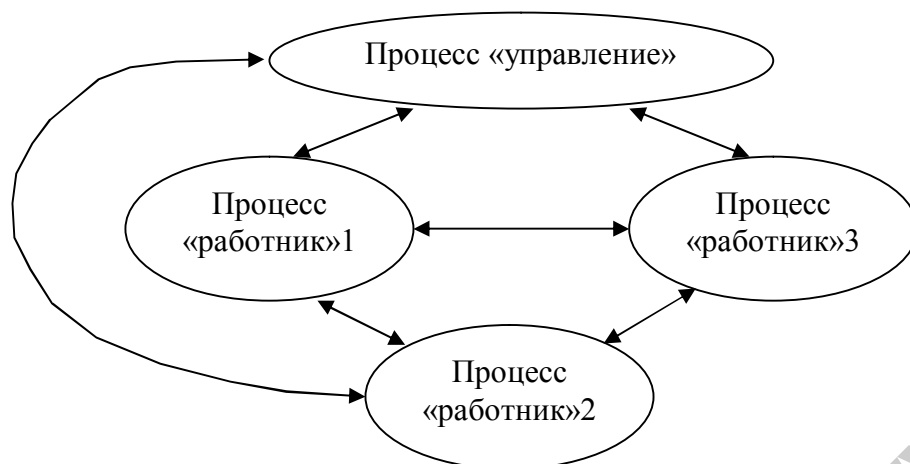 Процесс «управление»
Процесс
«работник»1
Процесс
«работник»3
Процесс
«работник»2